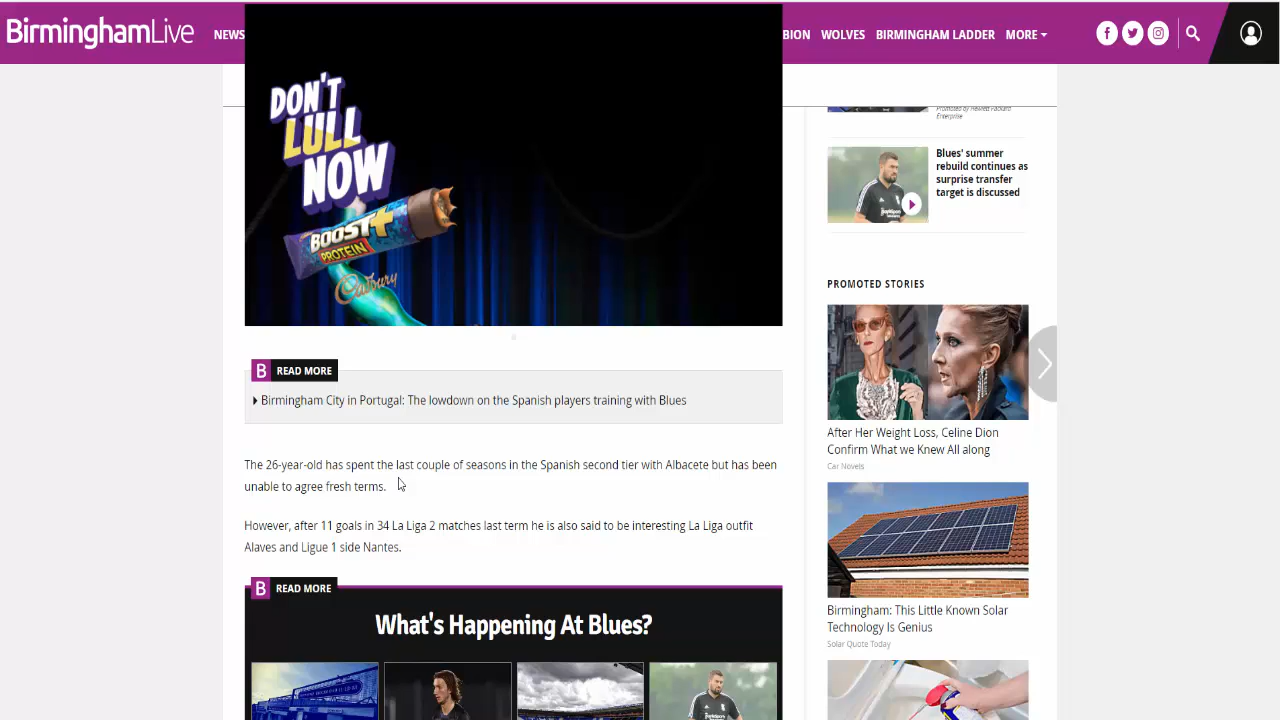 BirminghamLive
NEWS
BION
WOLVES
BIRMINGHAM LADDER
MORE
DON'T
LULL
NOW
BOOST+
PROTEIN
Cadbury
Promoted by Hewlett Packard
Enterprise
Blues' summer
rebuild continues as
surprise transfer
target is discussed
PROMOTED STORIES
After Her Weight Loss, Celine Dion
Confirm What we Knew All along
Car Novels
Birmingham: This Little Known Solar
Technology Is Genius
Solar Quote Today
B READ MORE
Birmingham City in Portugal: The lowdown on the Spanish players training with Blues
The 26-year-old has spent the last couple of seasons in the Spanish second tier with Albacete but has been
unable to agree fresh terms.
However, after 11 goals in 34 La Liga 2 matches last term he is also said to be interesting La Liga outfit
Alaves and Ligue 1 side Nantes.
B READ MORE
What's Happening At Blues?